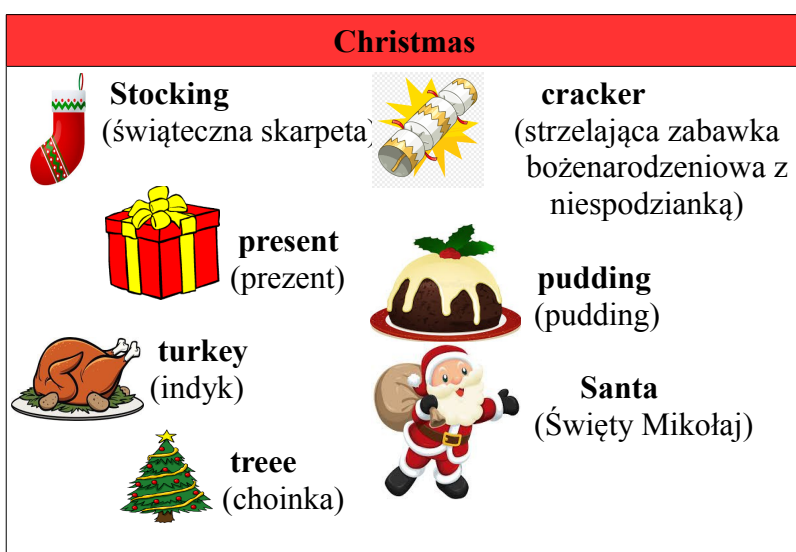 Christmas
Stocking
(świąteczna skarpeta)
cracker
(strzelająca zabawka
bożenarodzeniowa z
niespodzianką)
present
(prezent)
pudding
(pudding)
turkey
(indyk)
Santa
(Święty Mikołaj)
treee
(choinka)